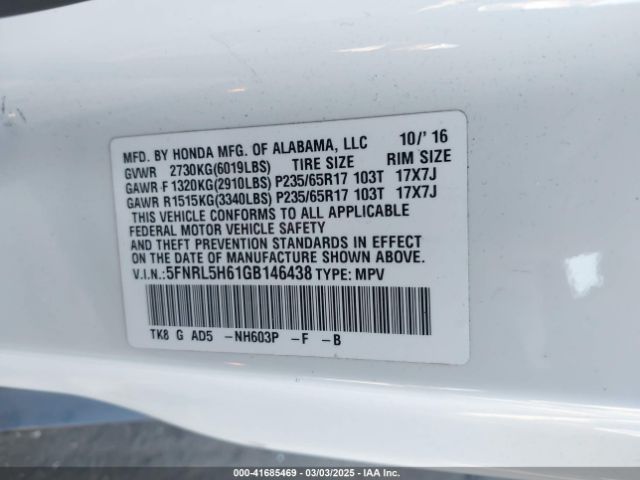 MFD. BY HONDA MFG. OF ALABAMA, LLC 10/'16
GVWR 2730KG(6019LBS) TIRE SIZE RIM SIZE
GAWR F 1320KG(2910LBS) P235/65R17 103T 17X7J
GAWR R1515KG(3340LBS) P235/65R17 103T 17X7J
THIS VEHICLE CONFORMS TO ALL APPLICABLE
FEDERAL MOTOR VEHICLE SAFETY
AND THEFT PREVENTION STANDARDS IN EFFECT
ON THE DATE OF MANUFACTURE SHOWN ABOVE.
V.I.N.:5FNRL5H61GB146438 TYPE: MPV
TK8 G AD5 -NH603P -F -B
000-41685469 - 03/03/2025 - IAA Inc.